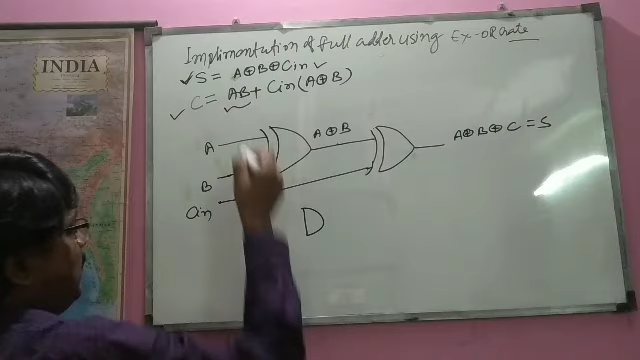 INDIA
Implimentation of full adder using Ex-OR Gate
S = A⊕B⊕Cin
C = AB + Cin(A⊕B)
A
A⊕B
A⊕B⊕C = S
B
Cin